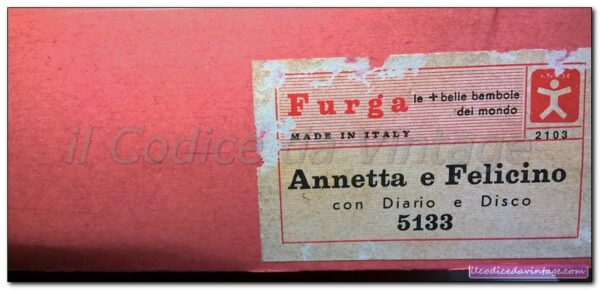 Furga le + belle bambole
del mondo
MADE IN ITALY
2103
il Codice da Vintage
Annetta e Felicino
con Diario e Disco
5133
ilcodicedavintage.com